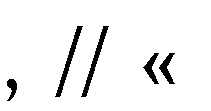 , // «